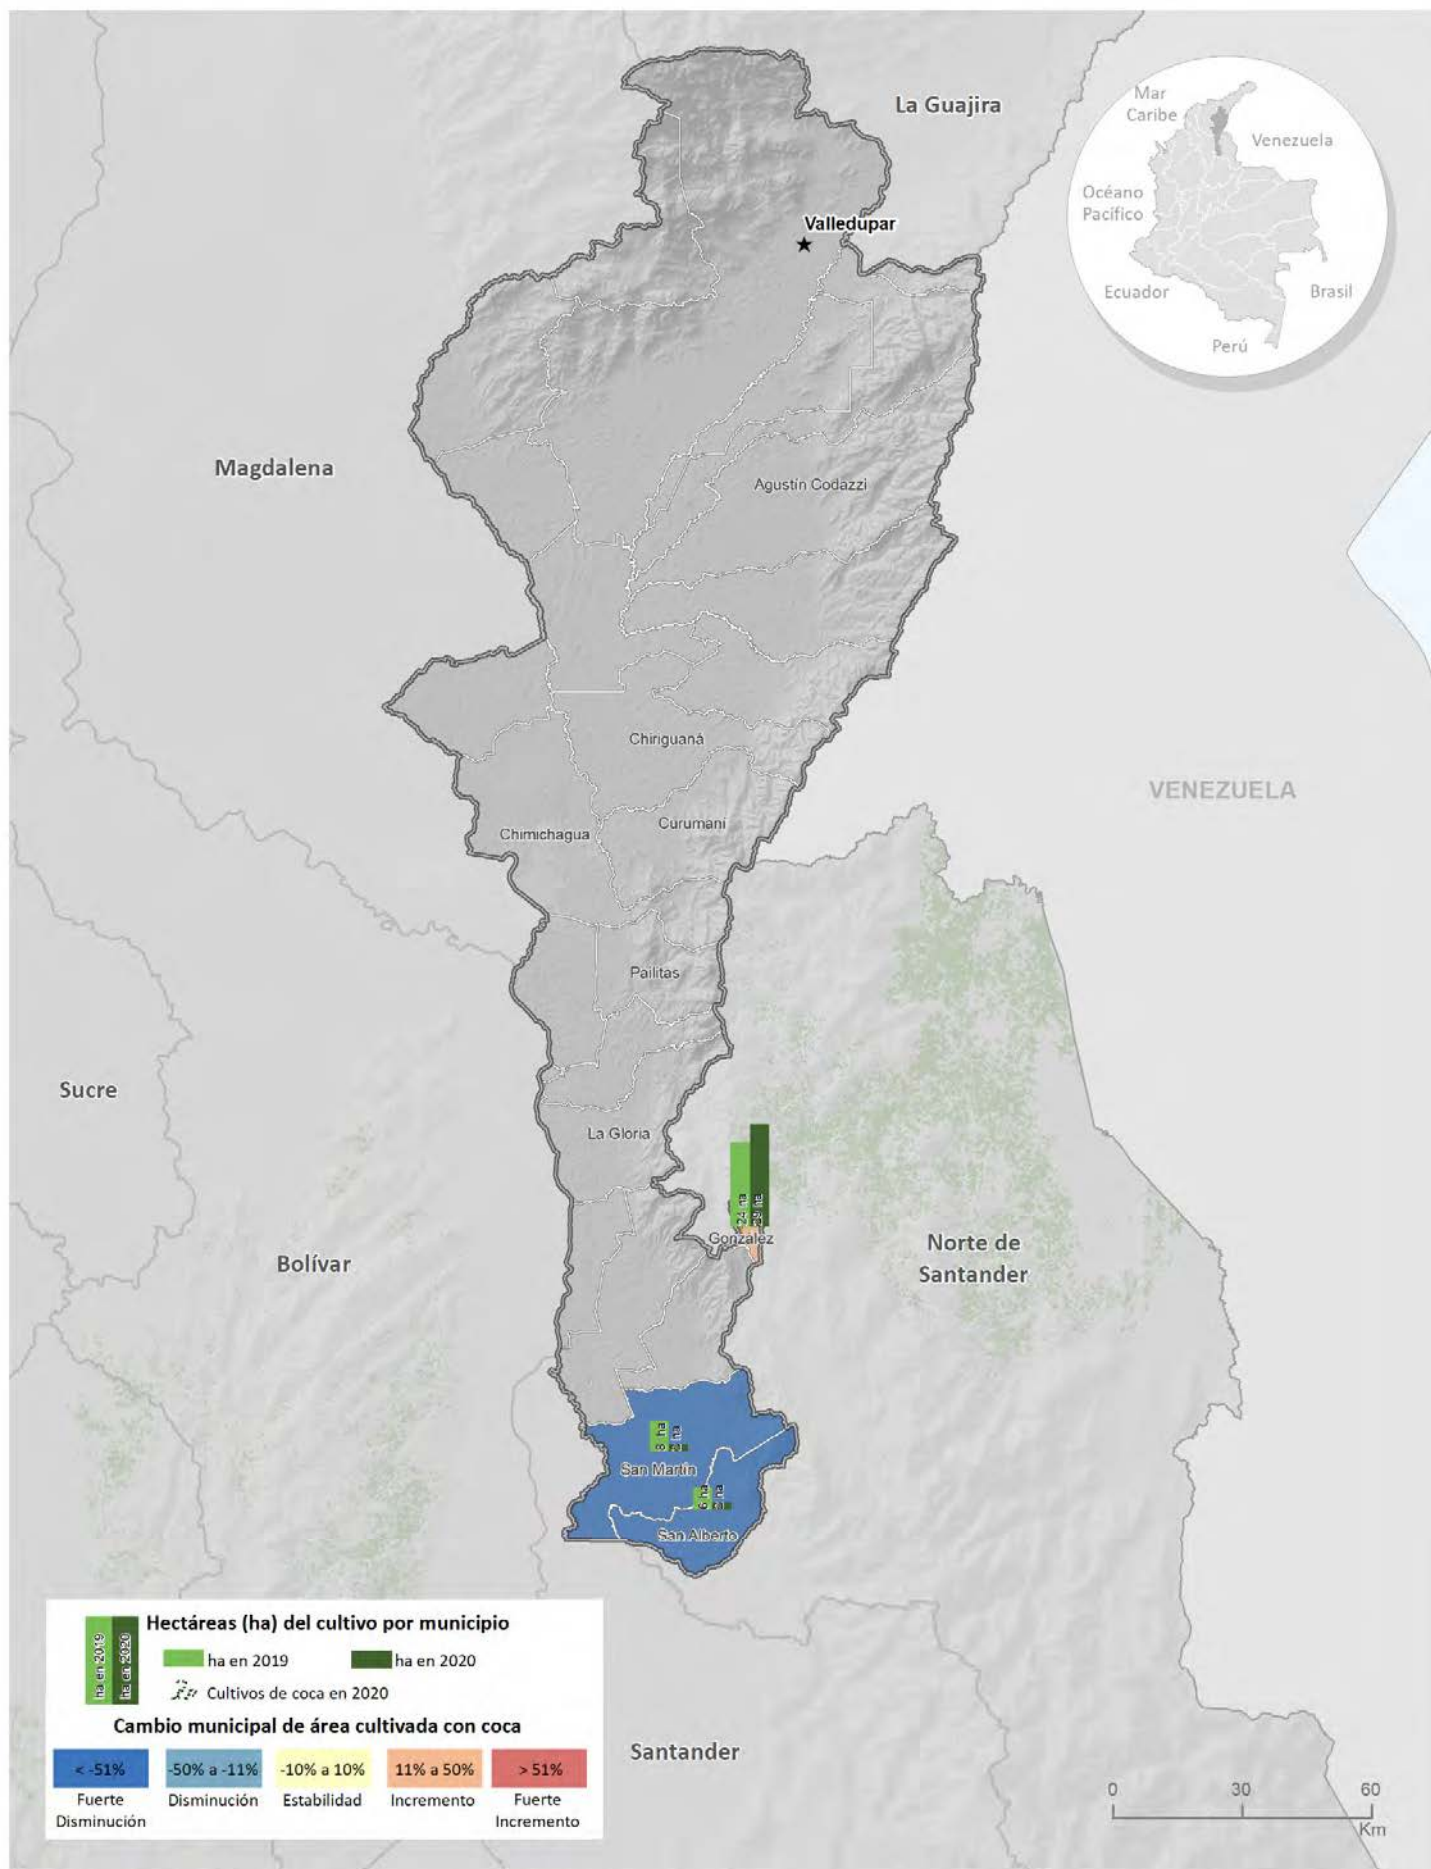 La Guajira
Mar
Caribe
Venezuela
Océano
Pacífico
Ecuador
Brasil
Perú
Valledupar
Magdalena
Agustín Codazzi
Chiriguaná
VENEZUELA
Chimichagua
Curumaní
Pailitas
Sucre
La Gloria
24 ha
29 ha
González
Bolívar
Norte de
Santander
8 ha
2 ha
San Martín
6 ha
San Alberto
Hectáreas (ha) del cultivo por municipio
ha en 2019
ha en 2020
ha en 2019
ha en 2020
Cultivos de coca en 2020
Cambio municipal de área cultivada con coca
< -51%
-50% a -11%
-10% a 10%
11% a 50%
> 51%
Fuerte
Disminución
Disminución
Estabilidad
Incremento
Fuerte
Incremento
Santander
0 30 60
Km